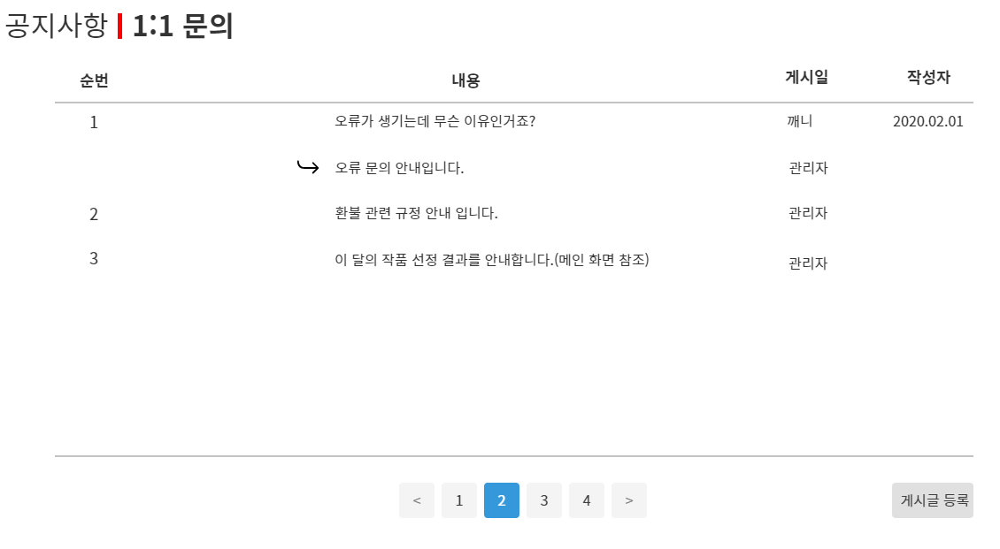 공지사항 1:1 문의
순번 내용 게시일 작성자
1 오류가 생기는데 무슨 이유인거죠? 깨니 2020.02.01
오류 문의 안내입니다. 관리자
2 환불 관련 규정 안내 입니다. 관리자
3 이 달의 작품 선정 결과를 안내합니다.(메인 화면 참조) 관리자
< 1 2 3 4 > 게시글 등록